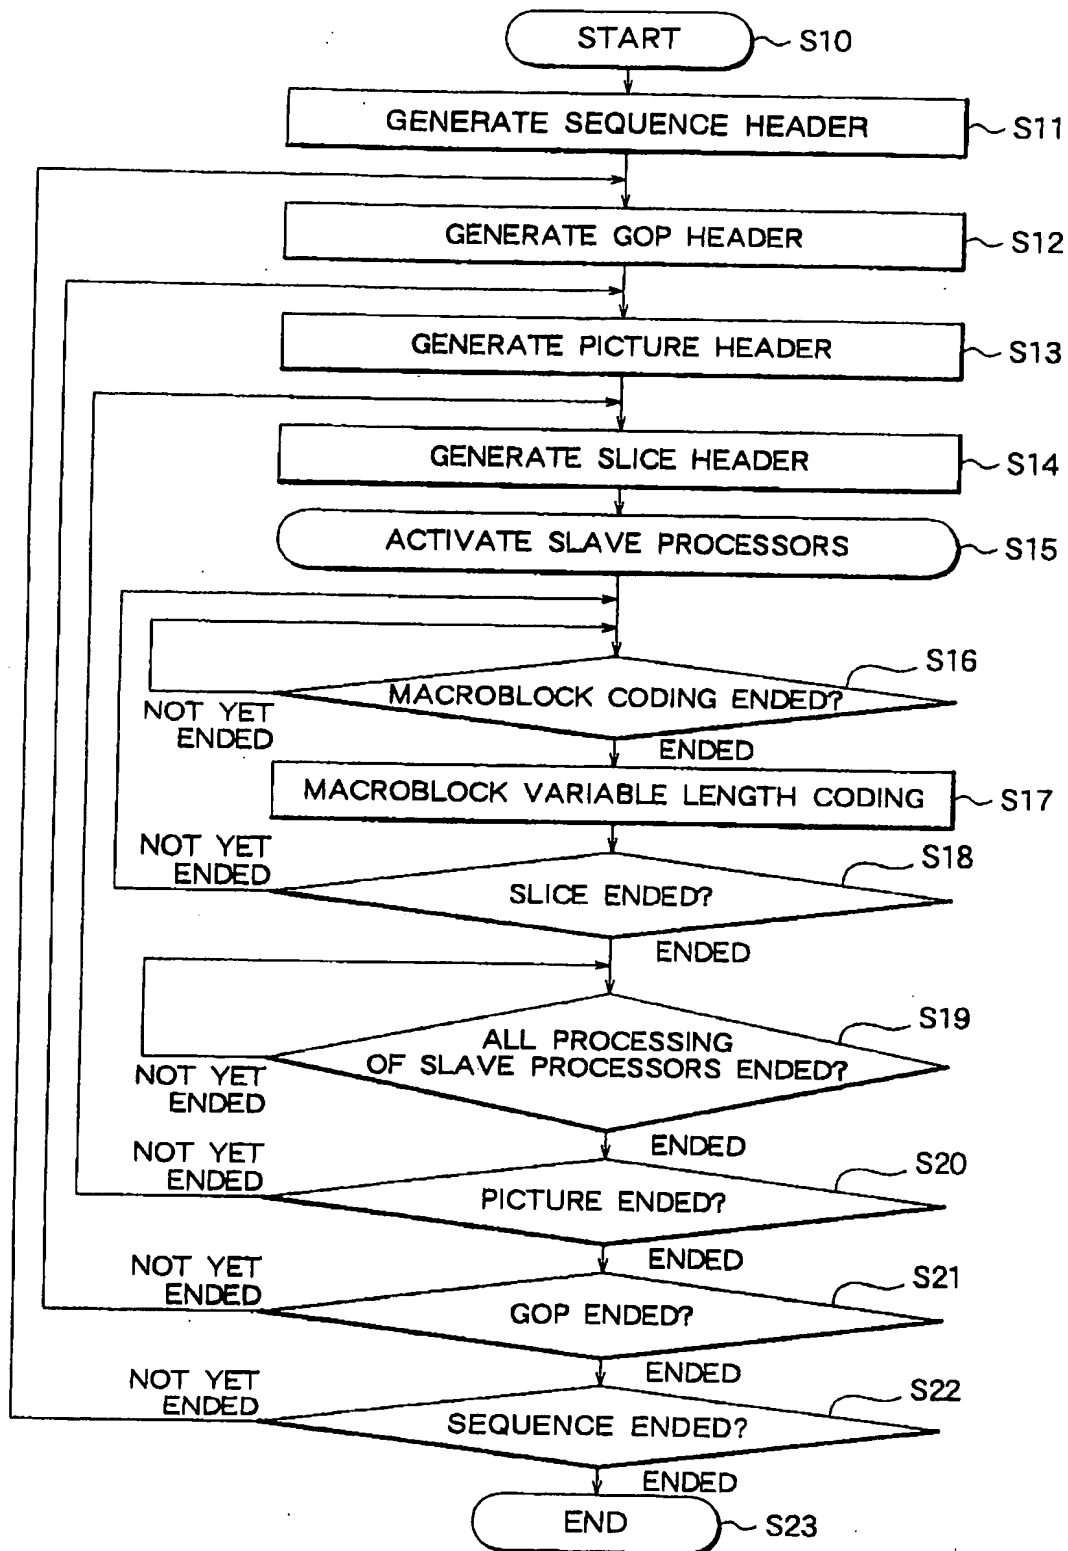 START
S10
GENERATE SEQUENCE HEADER
S11
GENERATE GOP HEADER
S12
GENERATE PICTURE HEADER
S13
GENERATE SLICE HEADER
S14
ACTIVATE SLAVE PROCESSORS
S15
S16
MACROBLOCK CODING ENDED?
NOT YET
ENDED
ENDED
MACROBLOCK VARIABLE LENGTH CODING
S17
NOT YET
ENDED
S18
SLICE ENDED?
ENDED
S19
ALL PROCESSING
OF SLAVE PROCESSORS ENDED?
NOT YET
ENDED
ENDED
NOT YET
ENDED
S20
PICTURE ENDED?
ENDED
NOT YET
ENDED
S21
GOP ENDED?
ENDED
NOT YET
ENDED
S22
SEQUENCE ENDED?
ENDED
END
S23